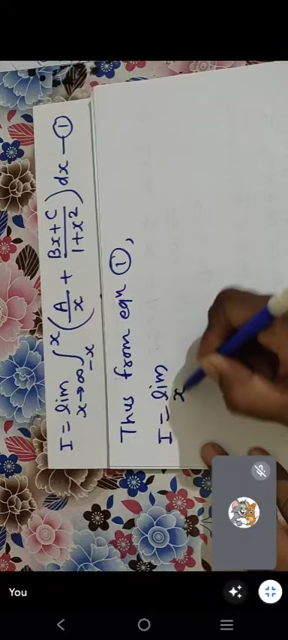 I = lim x→∞ ∫_{-x}^{x} (A/x + (Bx+C)/(1+x²)) dx — ①
Thus from eqn ①,
I = lim
x
You